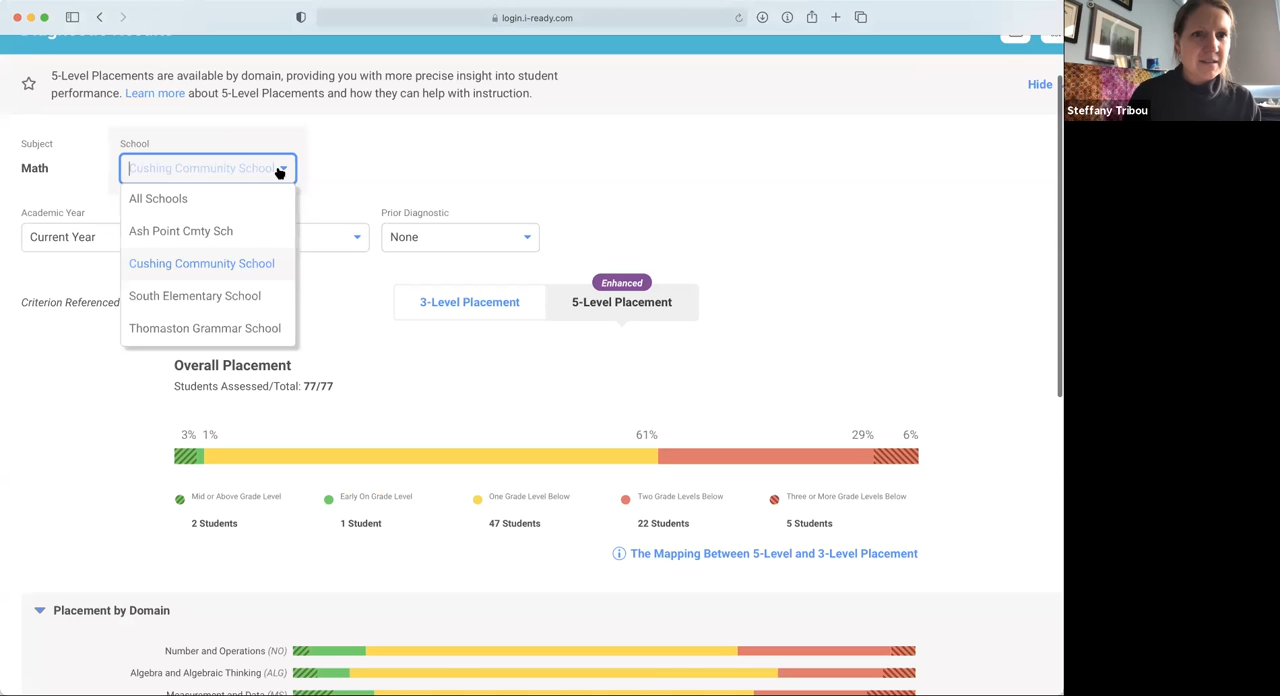 login.i-ready.com
5-Level Placements are available by domain, providing you with more precise insight into student
performance. Learn more about 5-Level Placements and how they can help with instruction.
Hide
Steffany Tribou
Subject
School
Math
Cushing Community School
All Schools
Ash Point Cmty Sch
Cushing Community School
South Elementary School
Thomaston Grammar School
Academic Year
Prior Diagnostic
Current Year
None
Enhanced
Criterion Referenced
3-Level Placement
5-Level Placement
Overall Placement
Students Assessed/Total: 77/77
3% 1% 61% 29% 6%
Mid or Above Grade Level
Early On Grade Level
One Grade Level Below
Two Grade Levels Below
Three or More Grade Levels Below
2 Students
1 Student
47 Students
22 Students
5 Students
The Mapping Between 5-Level and 3-Level Placement
Placement by Domain
Number and Operations (NO)
Algebra and Algebraic Thinking (ALG)
Measurement and Data (MS)